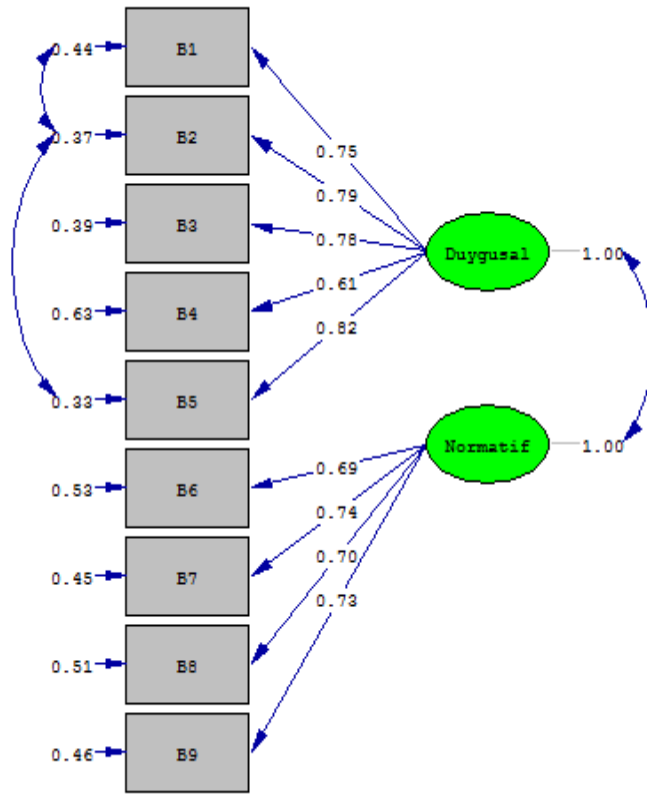 0.44 B1
0.75
0.37 B2
0.79
0.39 B3
0.78
Duygusal 1.00
0.61
0.63 B4
0.82
0.33 B5
Normatif 1.00
0.69
0.53 B6
0.74
0.70
0.45 B7
0.73
0.51 B8
0.46 B9